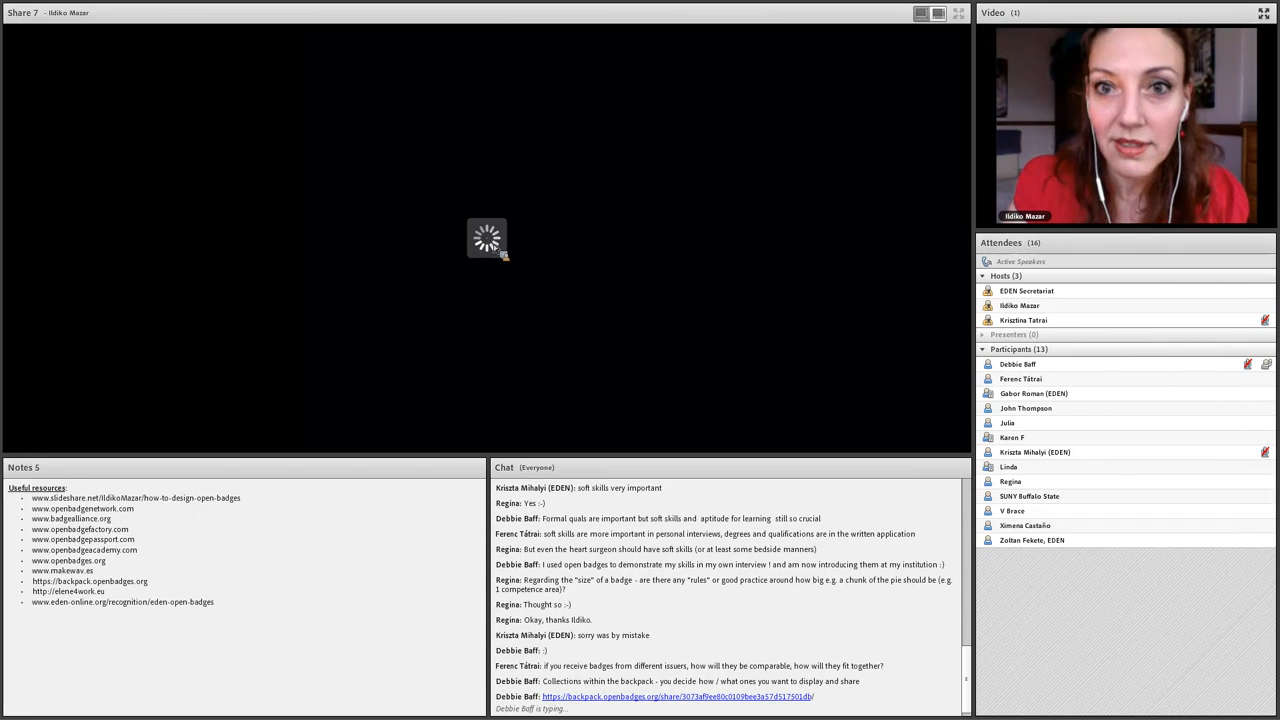 Share 7 - Ildiko Mazar
Video (1)
Ildiko Mazar
Attendees (16)
Active Speakers
Hosts (3)
EDEN Secretariat
Ildiko Mazar
Krisztina Tatrai
Presenters (0)
Participants (13)
Debbie Baff
Ferenc Tátrai
Gabor Roman (EDEN)
John Thompson
Julia
Karen F
Kriszta Mihalyi (EDEN)
Linda
Regina
SUNY Buffalo State
V Brace
Ximena Castaño
Zoltan Fekete, EDEN
Notes 5
Useful resources:
www.slideshare.net/IldikoMazar/how-to-design-open-badges
www.openbadgenetwork.com
www.badgealliance.org
www.openbadgefactory.com
www.openbadgepassport.com
www.openbadgeacademy.com
www.openbadges.org
www.makewav.es
https://backpack.openbadges.org
http://elene4work.eu
www.eden-online.org/recognition/eden-open-badges
Chat (Everyone)
Kriszta Mihalyi (EDEN): soft skills very important
Regina: Yes :-)
Debbie Baff: Formal quals are important but soft skills and aptitude for learning still so crucial
Ferenc Tátrai: soft skills are more important in personal interviews, degrees and qualifications are in the written application
Regina: But even the heart surgeon should have soft skills (or at least some bedside manners)
Debbie Baff: I used open badges to demonstrate my skills in my own interview ! and am now introducing them at my institution :)
Regina: Regarding the "size" of a badge - are there any "rules" or good practice around how big e.g. a chunk of the pie should be (e.g.
1 competence area)?
Regina: Thought so :-)
Regina: Okay, thanks Ildiko.
Kriszta Mihalyi (EDEN): sorry was by mistake
Debbie Baff: :)
Ferenc Tátrai: if you receive badges from different issuers, how will they be comparable, how will they fit together?
Debbie Baff: Collections within the backpack - you decide how / what ones you want to display and share
Debbie Baff: https://backpack.openbadges.org/share/3073af9ee80c0109bee3a57d517501db/
Debbie Baff is typing...